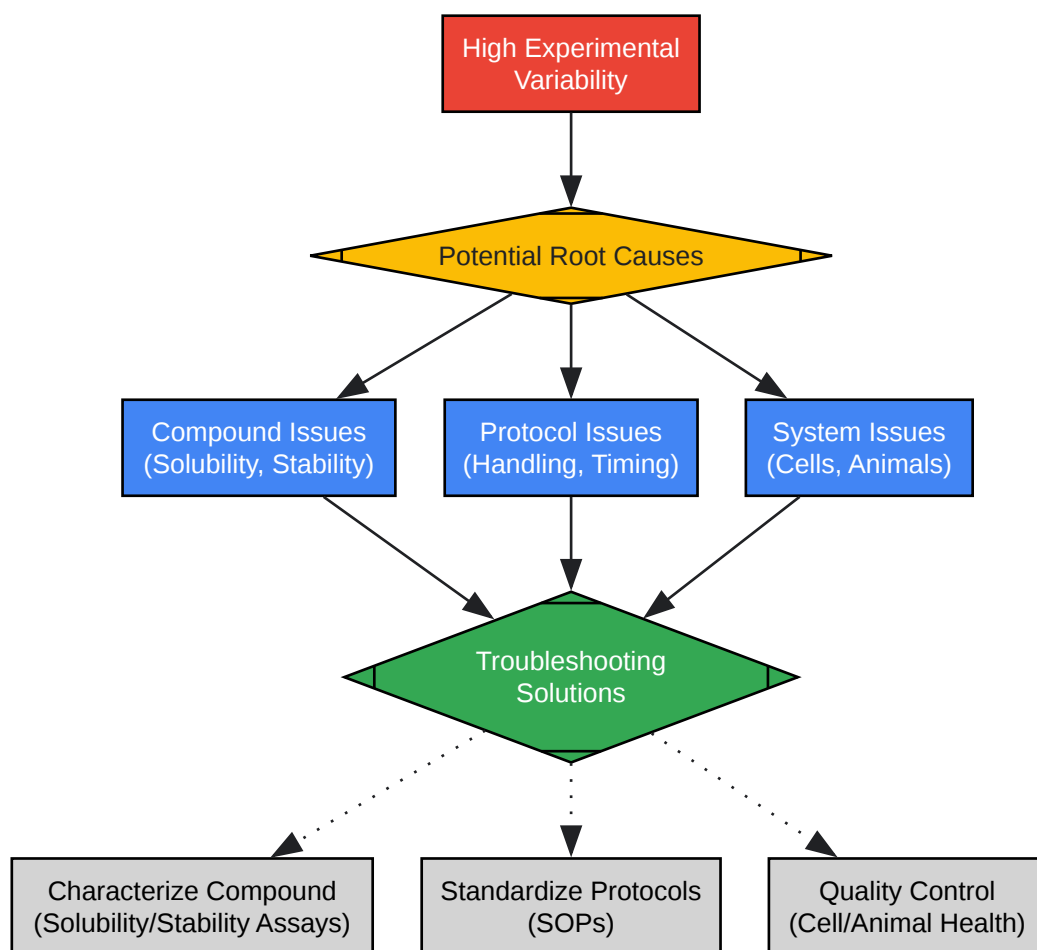 High Experimental
Variability
Potential Root Causes
Compound Issues
(Solubility, Stability)
Protocol Issues
(Handling, Timing)
System Issues
(Cells, Animals)
Troubleshooting
Solutions
Characterize Compound
(Solubility/Stability Assays)
Standardize Protocols
(SOPs)
Quality Control
(Cell/Animal Health)